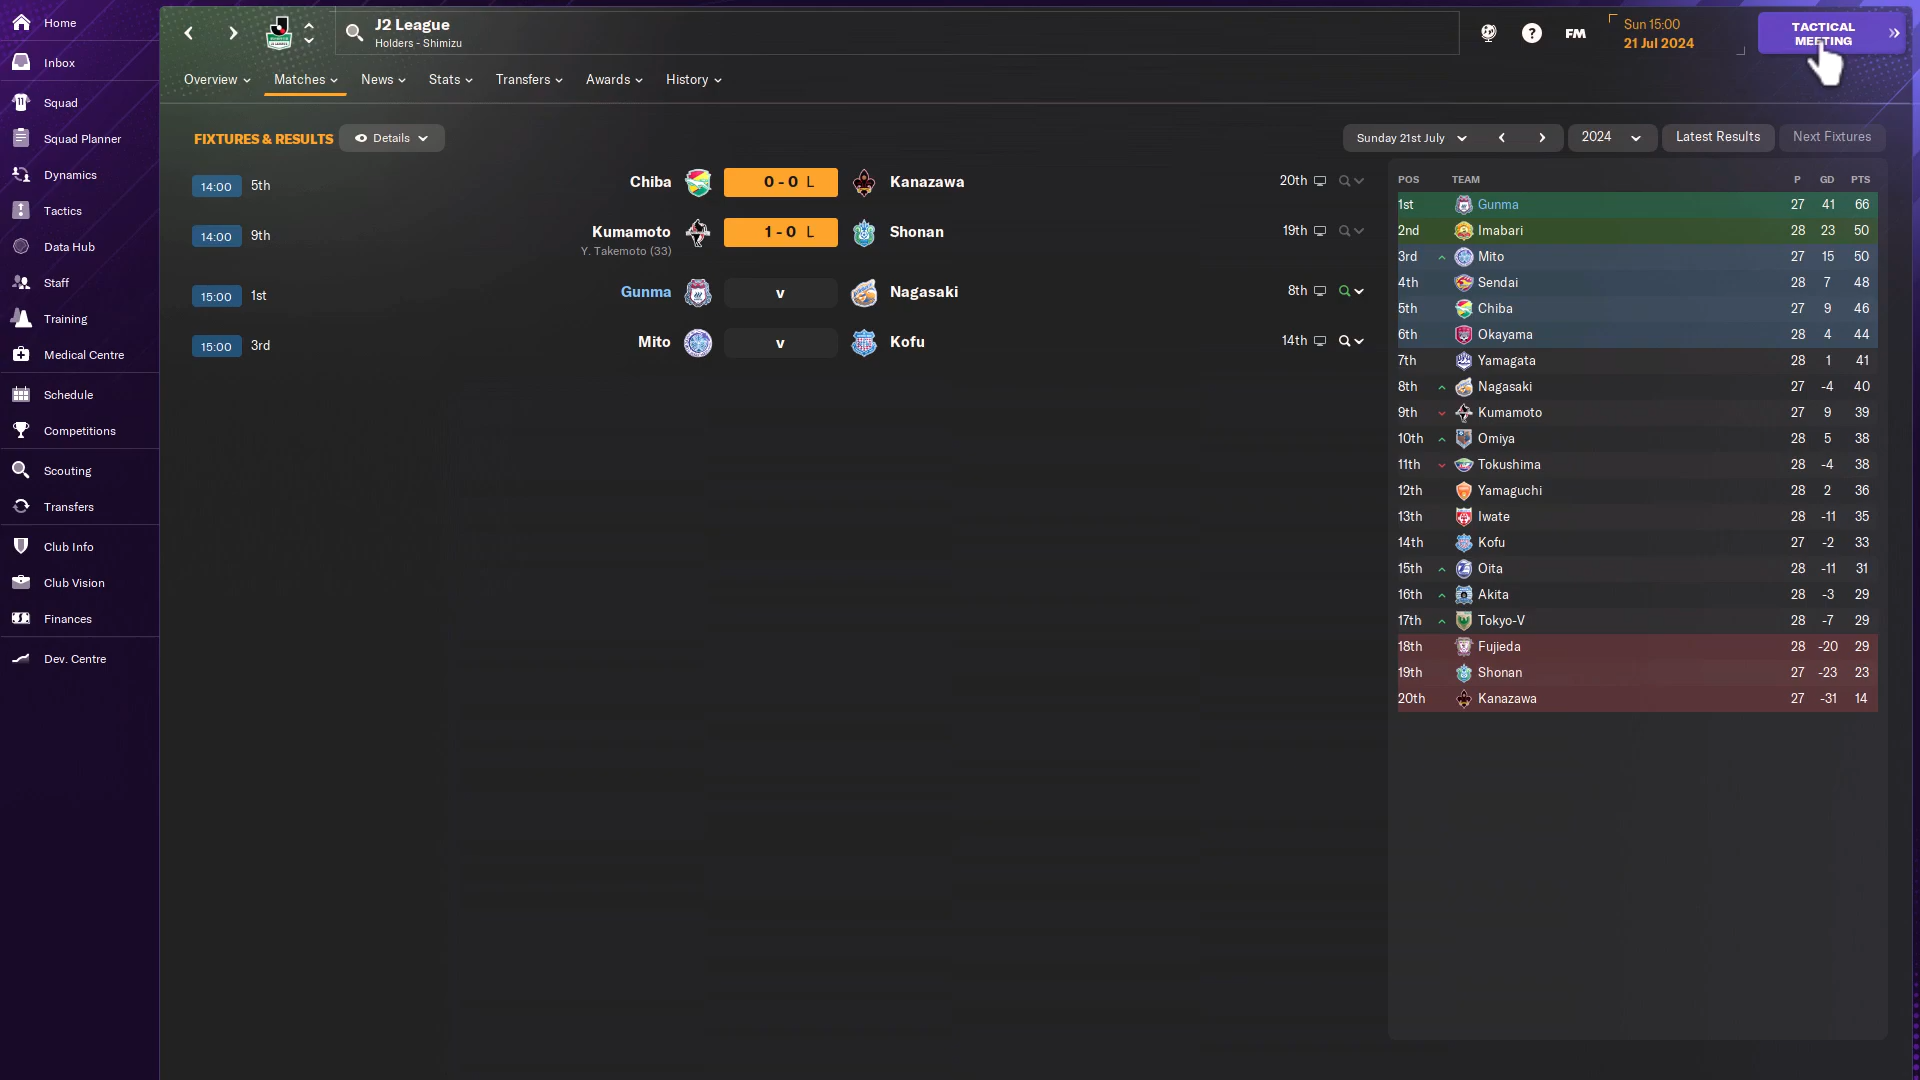 Home
Inbox
Squad
Squad Planner
Dynamics
Tactics
Data Hub
Staff
Training
Medical Centre
Schedule
Competitions
Scouting
Transfers
Club Info
Club Vision
Finances
Dev. Centre
J2 League
Holders - Shimizu
FM
Sun 15:00
21 Jul 2024
TACTICAL
MEETING
Overview Matches News Stats Transfers Awards History
FIXTURES & RESULTS Details
Sunday 21st July 2024 Latest Results Next Fixtures
14:00 5th Chiba 0 - 0 L Kanazawa 20th
14:00 9th Kumamoto 1 - 0 L Shonan 19th
Y. Takemoto (33)
15:00 1st Gunma v Nagasaki 8th
15:00 3rd Mito v Kofu 14th
POS TEAM P GD PTS
1st Gunma 27 41 66
2nd Imabari 28 23 50
3rd Mito 27 15 50
4th Sendai 28 7 48
5th Chiba 27 9 46
6th Okayama 28 4 44
7th Yamagata 28 1 41
8th Nagasaki 27 -4 40
9th Kumamoto 27 9 39
10th Omiya 28 5 38
11th Tokushima 28 -4 38
12th Yamaguchi 28 2 36
13th Iwate 28 -11 35
14th Kofu 27 -2 33
15th Oita 28 -11 31
16th Akita 28 -3 29
17th Tokyo-V 28 -7 29
18th Fujieda 28 -20 29
19th Shonan 27 -23 23
20th Kanazawa 27 -31 14